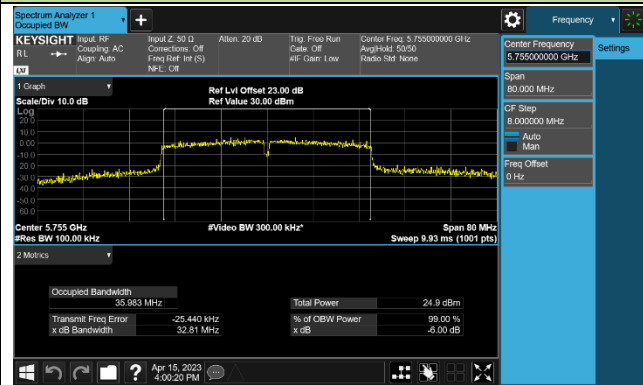 Spectrum Analyzer 1
Occupied BW
Frequency
KEYSIGHT
RL
LXI
Input: RF
Coupling: AC
Align: Auto
Input Z: 50 Ω
Corrections: Off
Freq Ref: Int (S)
NFE: Off
Atten: 20 dB
Trig: Free Run
Gate: Off
#IF Gain: Low
Center Freq: 5.755000000 GHz
Avg|Hold: 50/50
Radio Std: None
Center Frequency
5.755000000 GHz
Settings
Span
80.000 MHz
CF Step
8.000000 MHz
Auto
Man
Freq Offset
0 Hz
1 Graph
Scale/Div 10.0 dB
Ref Lvl Offset 23.00 dB
Ref Value 30.00 dBm
Log
20.0
10.0
0.00
-10.0
-20.0
-30.0
-40.0
-50.0
-60.0
Center 5.755 GHz
#Video BW 300.00 kHz*
Span 80 MHz
#Res BW 100.00 kHz
Sweep 9.93 ms (1001 pts)
2 Metrics
Occupied Bandwidth
35.983 MHz
Total Power
24.9 dBm
Transmit Freq Error
-25.440 kHz
% of OBW Power
99.00 %
x dB Bandwidth
32.81 MHz
x dB
-6.00 dB
Apr 15, 2023
4:00:20 PM